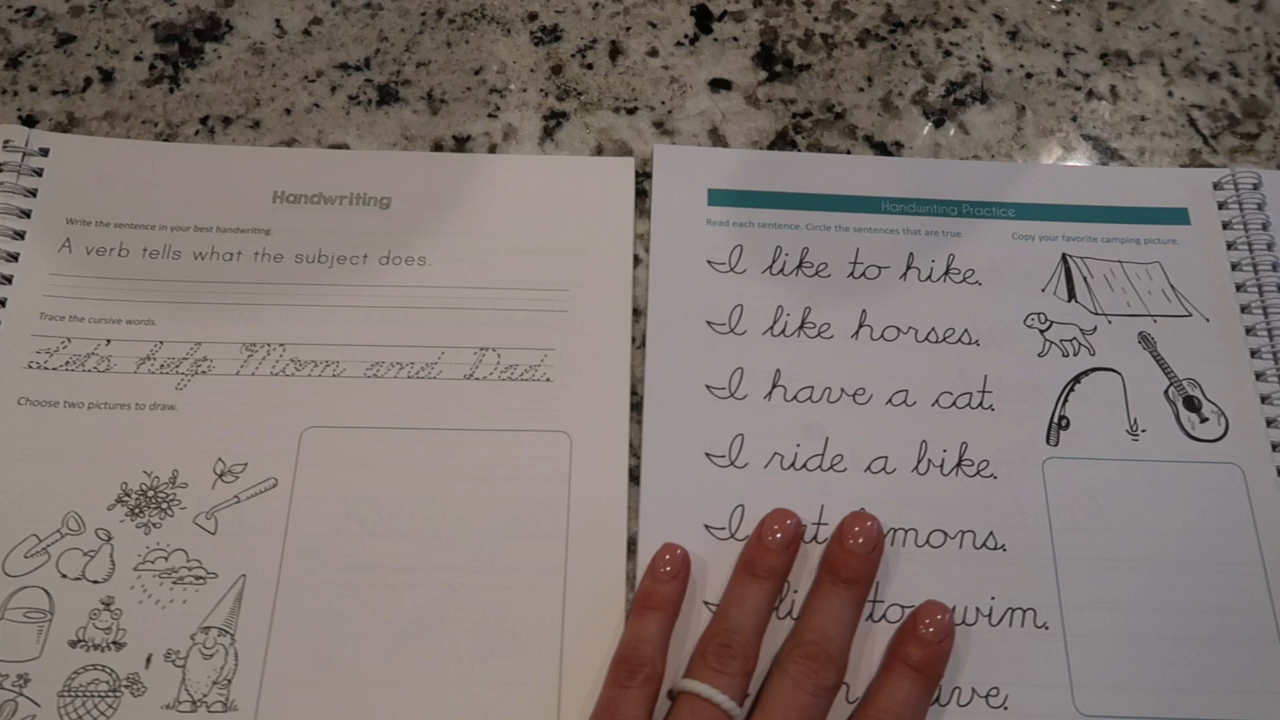 Handwriting
Write the sentence in your best handwriting.
A verb tells what the subject does.
Trace the cursive words.
Let's help Mom and Dad.
Choose two pictures to draw.
Handwriting Practice
Read each sentence. Circle the sentences that are true.
Copy your favorite camping picture.
I like to hike.
I like horses.
I have a cat.
I ride a bike.
I
to